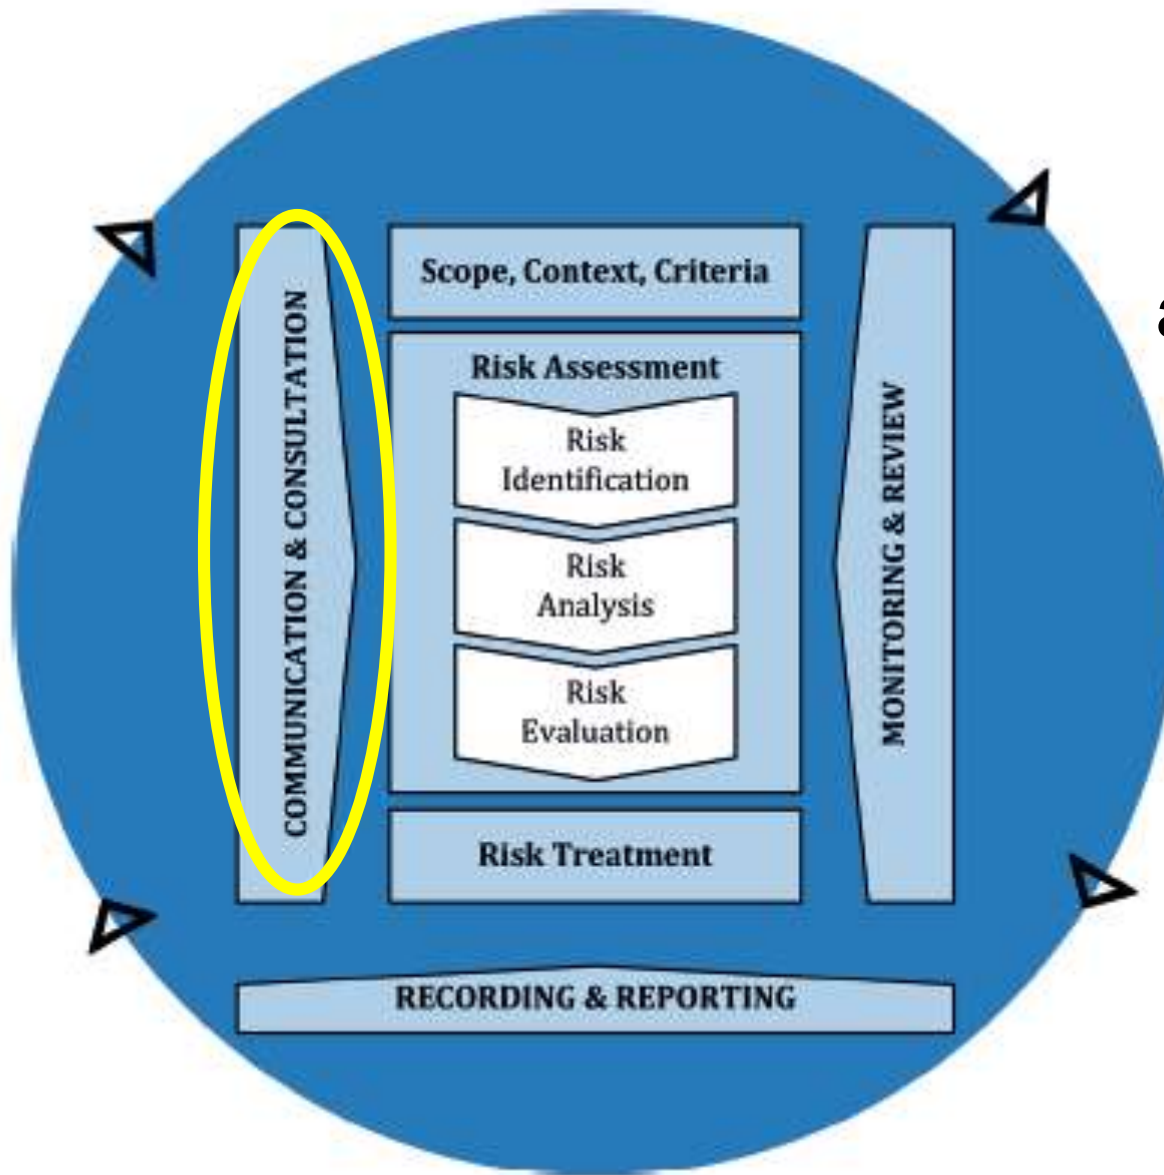 Scope, Context, Criteria
Risk Assessment
Risk
Identification
Risk
Analysis
Risk
Evaluation
Risk Treatment
COMMUNICATION & CONSULTATION
MONITORING & REVIEW
RECORDING & REPORTING